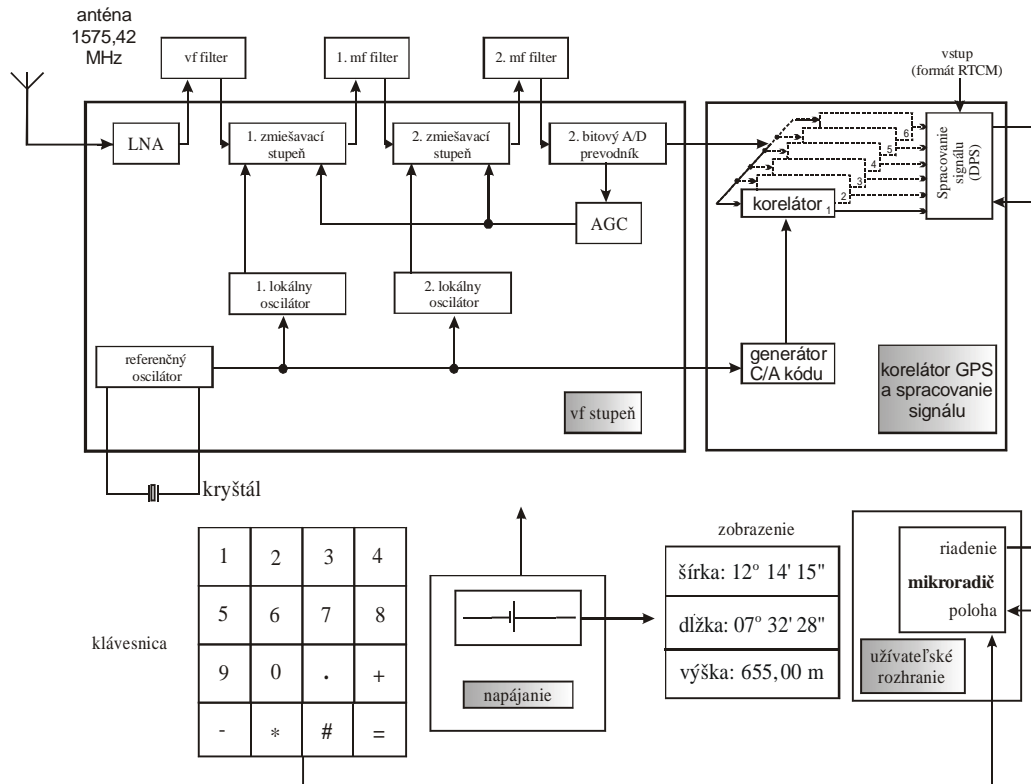 anténa
1575,42
MHz
vf filter
1. mf filter
2. mf filter
vstup
(formát RTCM)
LNA
1. zmiešavací
stupeň
2. zmiešavací
stupeň
2. bitový A/D
prevodník
AGC
6
5
4
3
2
korelátor 1
Spracovanie
signálu
(DPS)
1. lokálny
oscilátor
2. lokálny
oscilátor
referenčný
oscilátor
generátor
C/A kódu
vf stupeň
korelátor GPS
a spracovanie
signálu
kryštál
klávesnica
1 2 3 4
5 6 7 8
9 0 . +
- * # =
napájanie
zobrazenie
šírka: 12° 14' 15"
dĺžka: 07° 32' 28"
výška: 655,00 m
riadenie
mikroradič
poloha
užívateľské
rozhranie